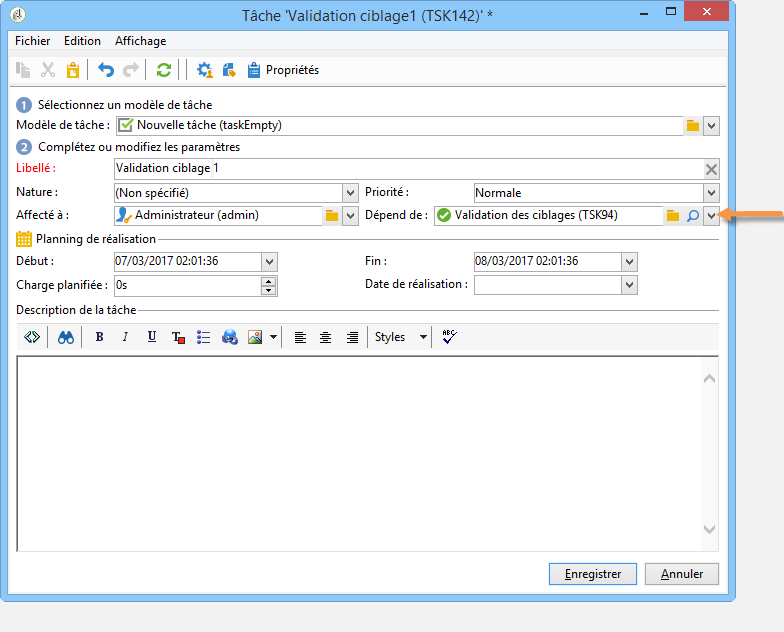 Tâche 'Validation ciblage1 (TSK142)' *
Fichier Edition Affichage
Propriétés
1 Sélectionnez un modèle de tâche
Modèle de tâche : Nouvelle tâche (taskEmpty)
2 Complétez ou modifiez les paramètres
Libellé : Validation ciblage 1
Nature : (Non spécifié) Priorité : Normale
Affecté à : Administrateur (admin) Dépend de : Validation des ciblages (TSK94)
Planning de réalisation
Début : 07/03/2017 02:01:36 Fin : 08/03/2017 02:01:36
Charge planifiée : 0s Date de réalisation :
Description de la tâche
B I U T Styles ABC
Enregistrer Annuler